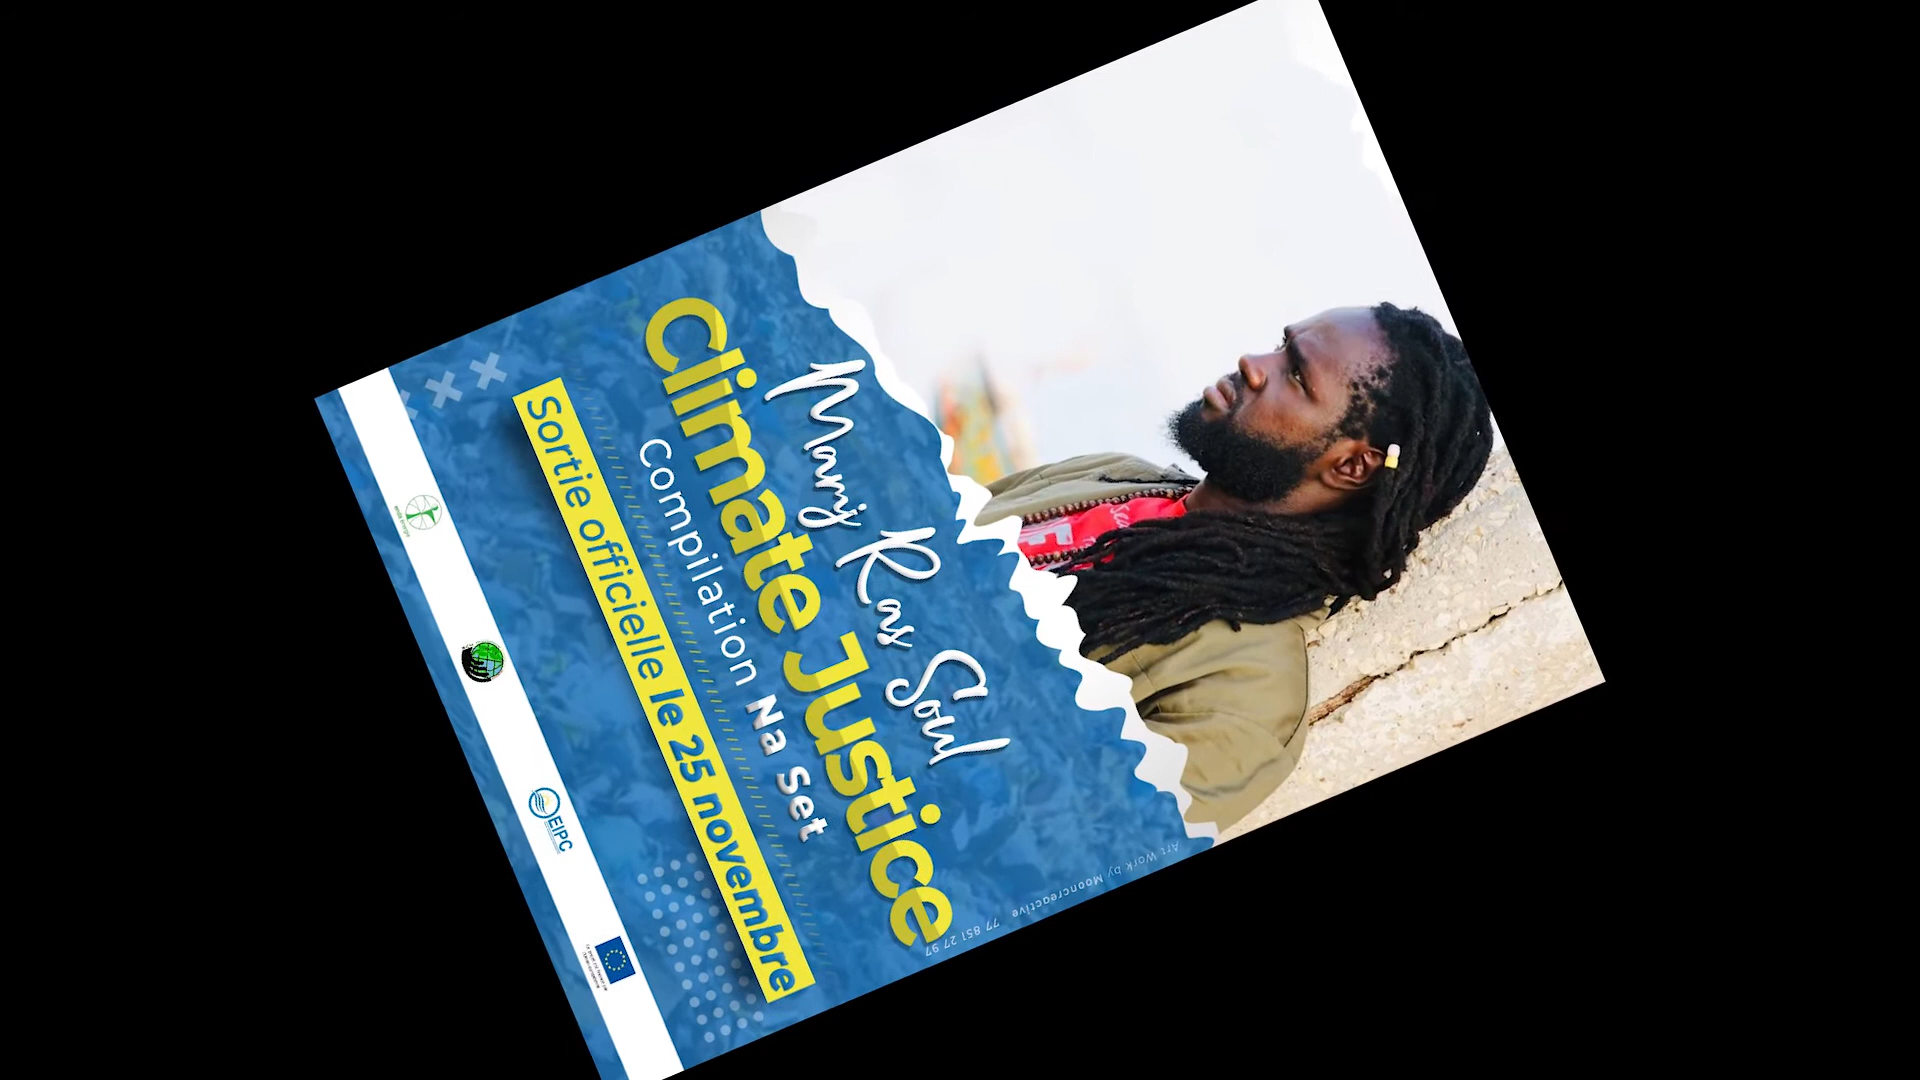 Mamj Ras Soul
Climate Justice
Compilation Na Set
Sortie officielle le 25 novembre
EIPC
Art Work by Mooncreactive 77 851 27 97